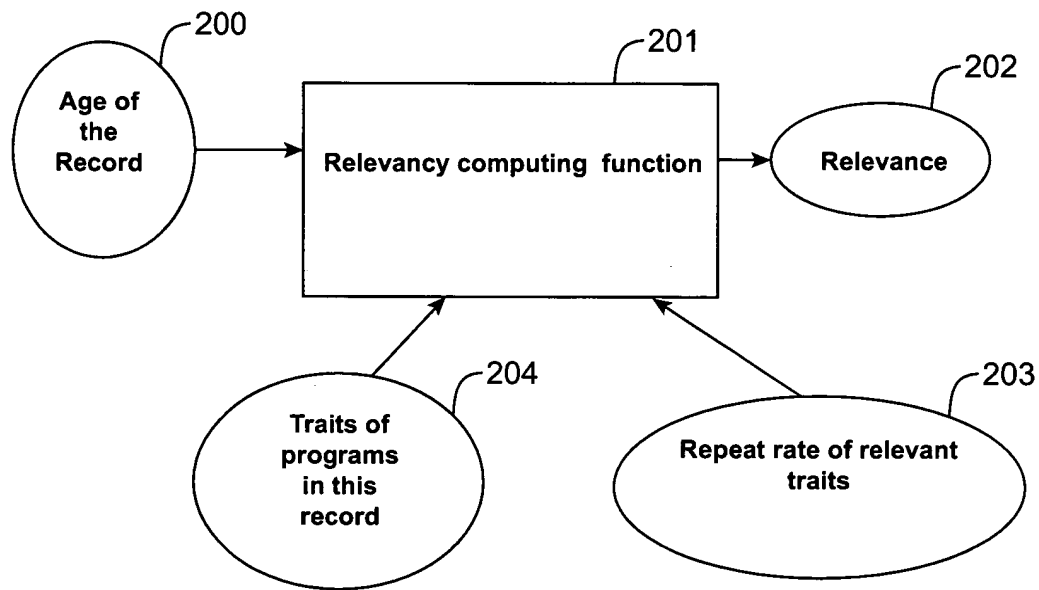 200
Age of
the
Record
201
Relevancy computing function
202
Relevance
204
Traits of
programs
in this
record
203
Repeat rate of relevant
traits